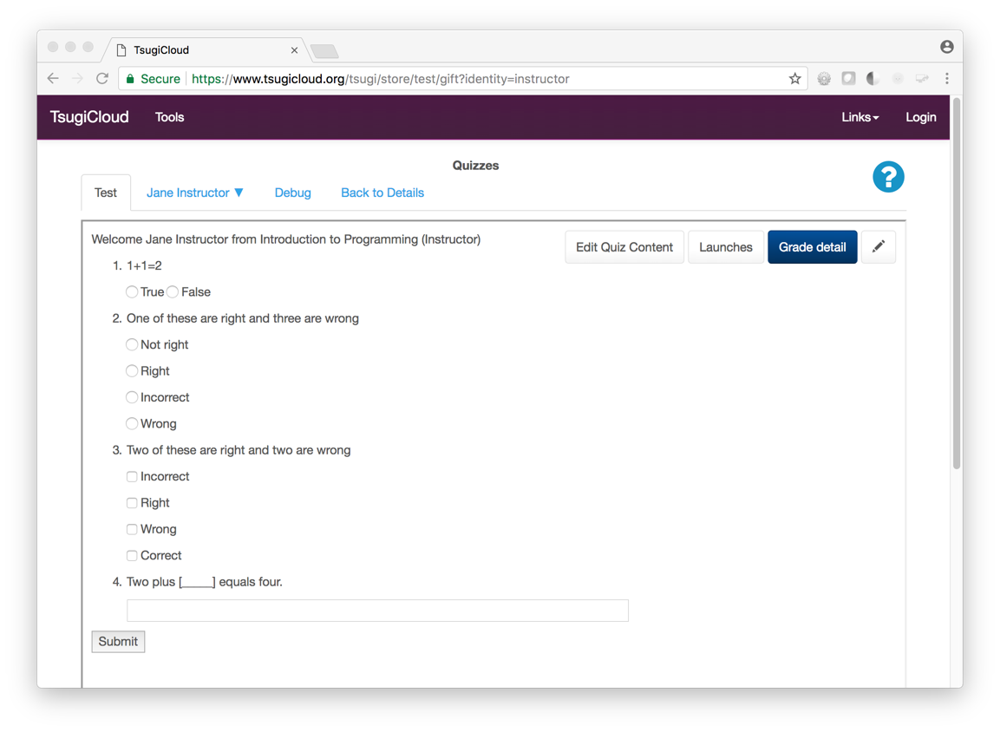 TsugiCloud
Secure https://www.tsugicloud.org/tsugi/store/test/gift?identity=instructor
TsugiCloud Tools Links Login
Quizzes
?
Test Jane Instructor ▼ Debug Back to Details
Welcome Jane Instructor from Introduction to Programming (Instructor)
Edit Quiz Content Launches Grade detail
1. 1+1=2
True False
2. One of these are right and three are wrong
Not right
Right
Incorrect
Wrong
3. Two of these are right and two are wrong
Incorrect
Right
Wrong
Correct
4. Two plus [_____] equals four.
Submit